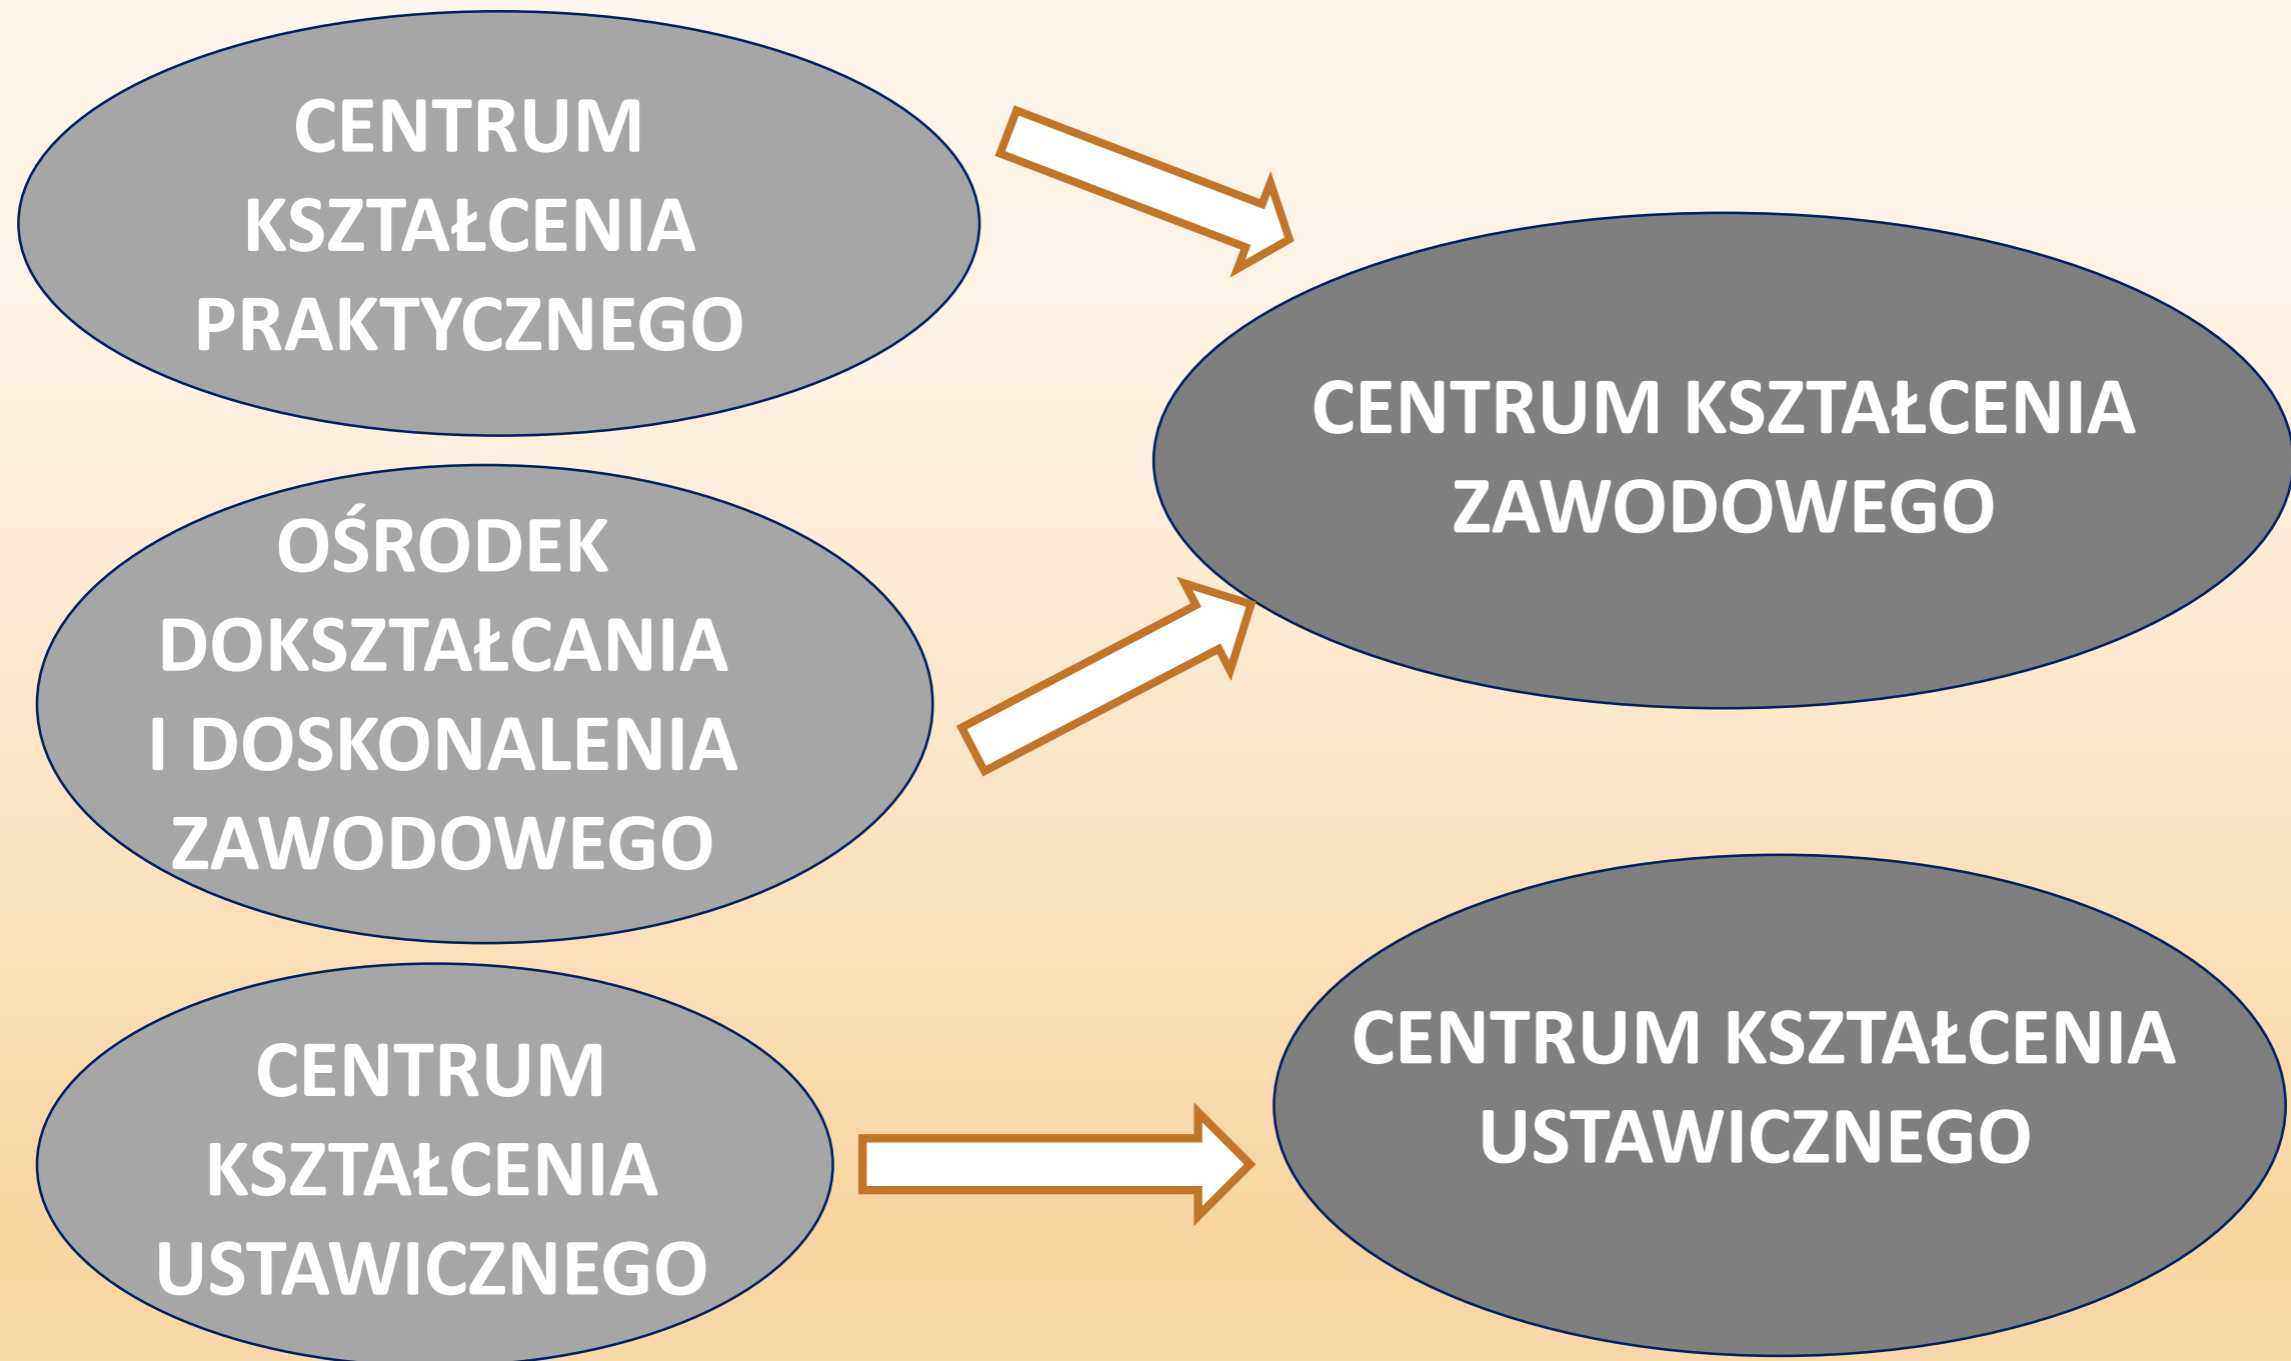 CENTRUM
KSZTAŁCENIA
PRAKTYCZNEGO
OŚRODEK
DOKSZTAŁCANIA
I DOSKONALENIA
ZAWODOWEGO
CENTRUM
KSZTAŁCENIA
USTAWICZNEGO
CENTRUM KSZTAŁCENIA
ZAWODOWEGO
CENTRUM KSZTAŁCENIA
USTAWICZNEGO